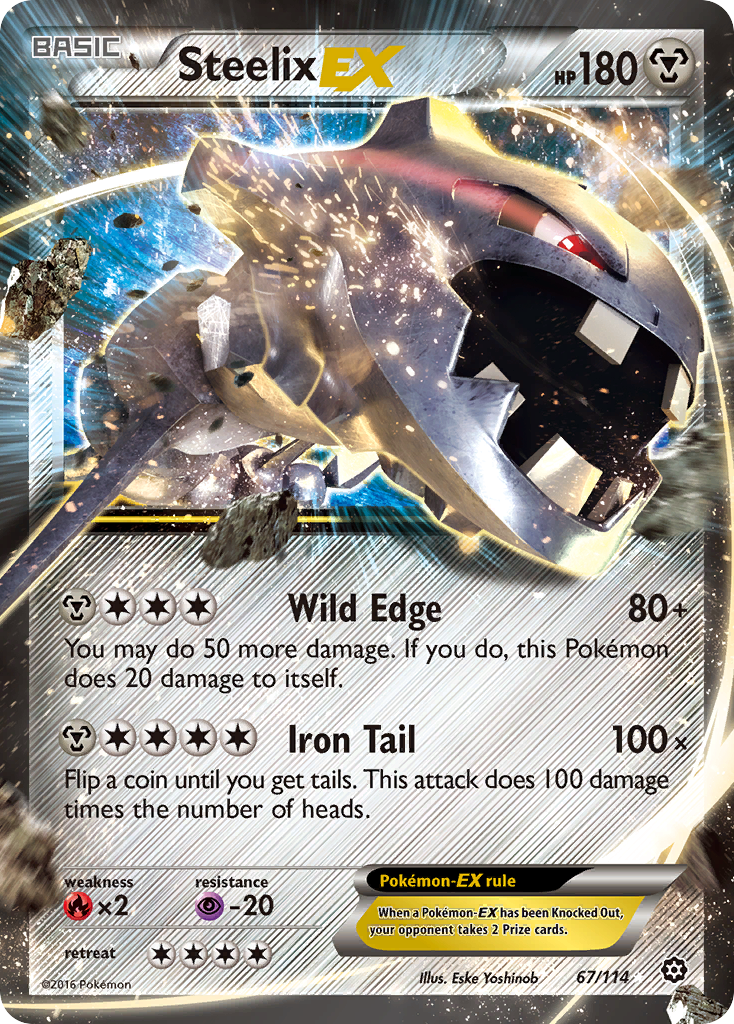 BASIC
Steelix EX
HP 180
Wild Edge 80+
You may do 50 more damage. If you do, this Pokémon
does 20 damage to itself.
Iron Tail 100×
Flip a coin until you get tails. This attack does 100 damage
times the number of heads.
weakness resistance
×2 -20
retreat
Pokémon-EX rule
When a Pokémon-EX has been Knocked Out,
your opponent takes 2 Prize cards.
©2016 Pokémon
Illus. Eske Yoshinob
67/114